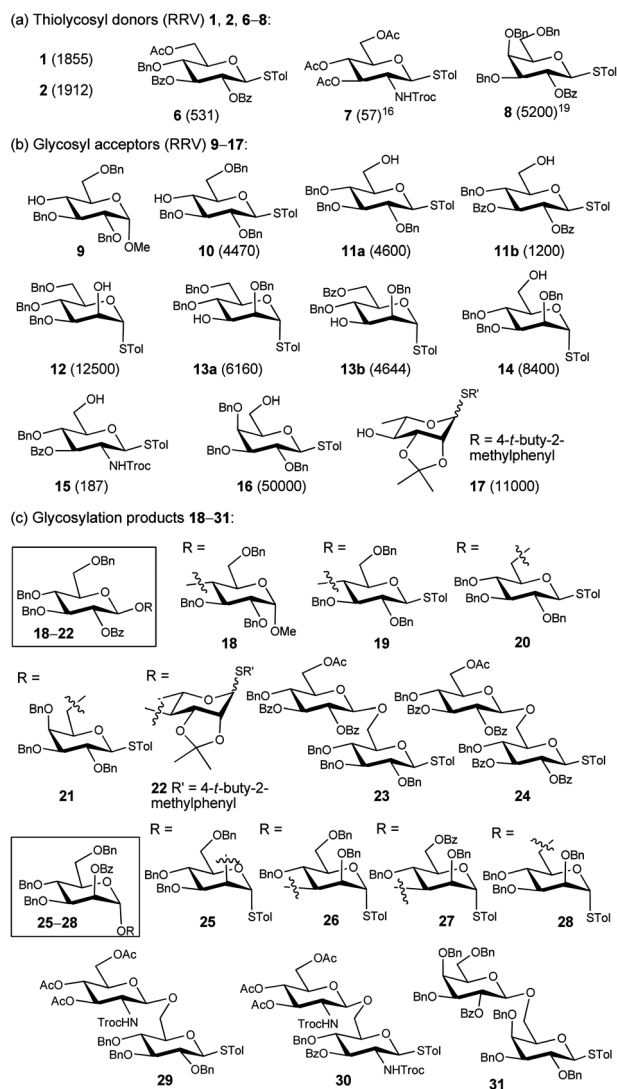 (a) Thiolycosyl donors (RRV) 1, 2, 6–8:
1 (1855)
2 (1912)
AcO
BnO
BzO
O
STol
OBz
6 (531)
OAc
AcO
AcO
O
STol
NHTroc
7 (57)16
OBn
OBn
BnO
O
STol
OBz
8 (5200)19
(b) Glycosyl acceptors (RRV) 9–17:
OBn
HO
BnO
O
BnO
OMe
9
OBn
HO
BnO
O
STol
OBn
10 (4470)
OH
BnO
BnO
O
STol
OBn
11a (4600)
OH
BnO
BzO
O
STol
OBz
11b (1200)
BnO
OH
BnO
BnO
O
STol
12 (12500)
BnO
OBn
BnO
HO
O
STol
13a (6160)
BzO
OBn
BnO
HO
O
STol
13b (4644)
OH
OBn
BnO
BnO
O
STol
14 (8400)
OH
BnO
BzO
O
STol
NHTroc
15 (187)
BnO
OH
BnO
O
STol
OBn
16 (50000)
SR'
HO
O
O
O
R = 4-t-buty-2-
methylphenyl
17 (11000)
(c) Glycosylation products 18–31:
OBn
BnO
BnO
O
OR
OBz
18–22
R =
OBn
BnO
O
BnO
OMe
18
R =
OBn
BnO
O
STol
OBn
19
R =
BnO
BnO
O
STol
OBn
20
R =
BnO
BnO
O
STol
OBn
21
R =
SR'
O
O
O
22 R' = 4-t-buty-2-
methylphenyl
OAc
BnO
BzO
O
O
OBz
BnO
BnO
O
STol
OBn
23
OAc
BnO
BzO
O
O
OBz
BnO
BzO
O
STol
OBz
24
OBn
OBz
BnO
BnO
O
OR
25–28
R =
OBn
BnO
BnO
O
STol
25
R =
OBn
OBn
BnO
O
STol
26
R =
OBz
OBn
BnO
O
STol
27
R =
OBn
BnO
BnO
O
STol
28
OAc
AcO
AcO
O
O
TrocHN
BnO
BnO
O
STol
OBn
29
OAc
AcO
AcO
O
O
TrocHN
BnO
BzO
O
STol
NHTroc
30
OBn
OBn
BnO
O
O
BzO
BnO
BnO
O
STol
OBn
31